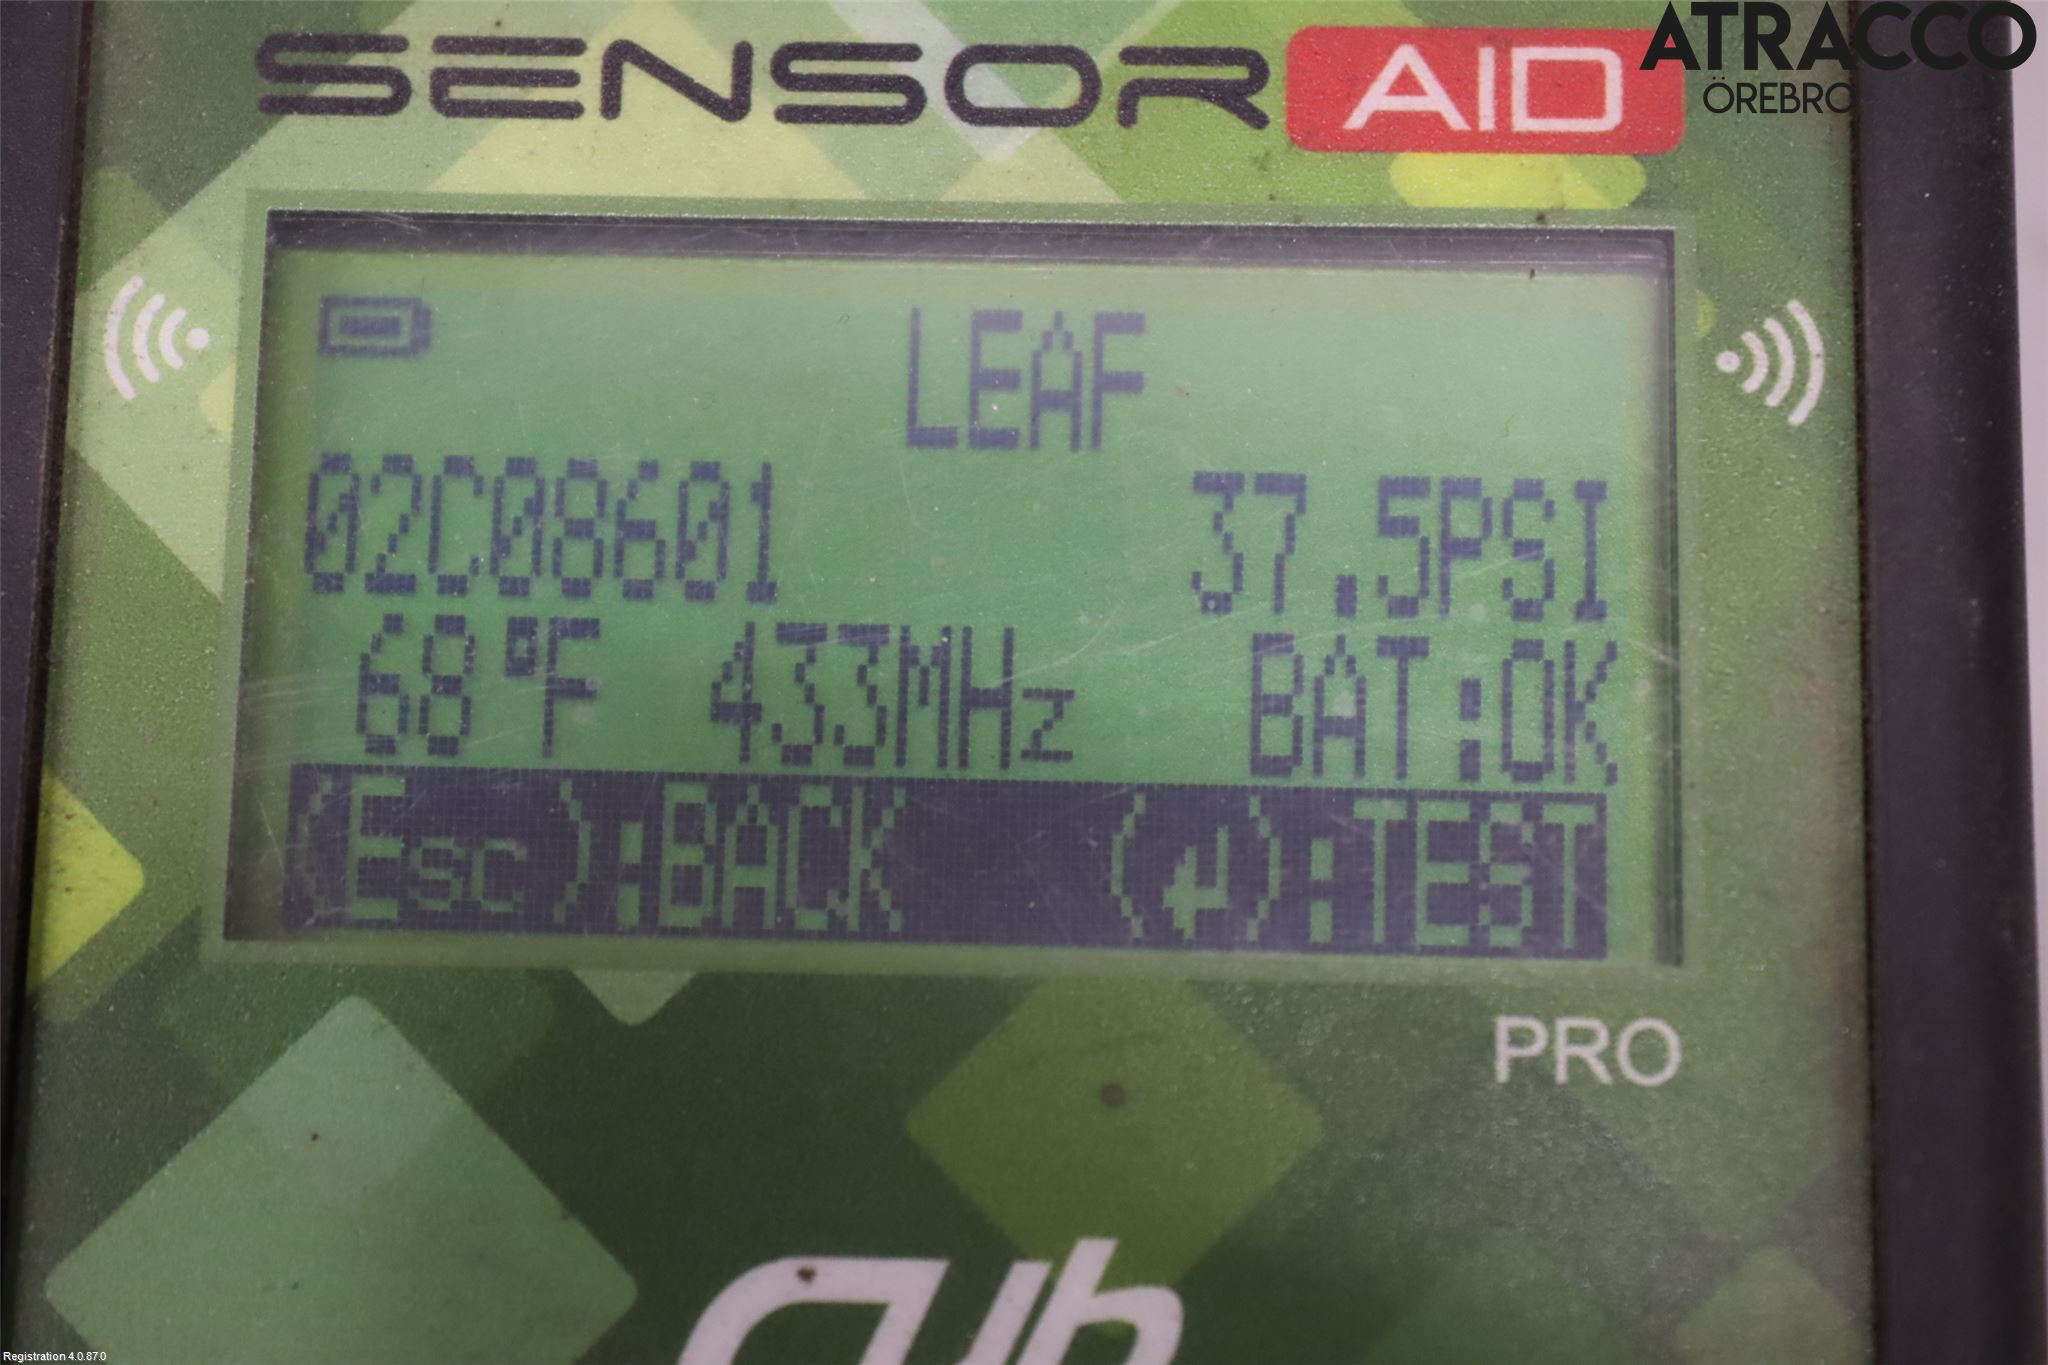 SENSOR AID
ATRACCO
ÖREBRO
LEAF
02C08601 37.5PSI
68°F 433MHz BAT:OK
(Esc):BACK (↲):TEST
PRO
cub
Registration 4.0.87.0